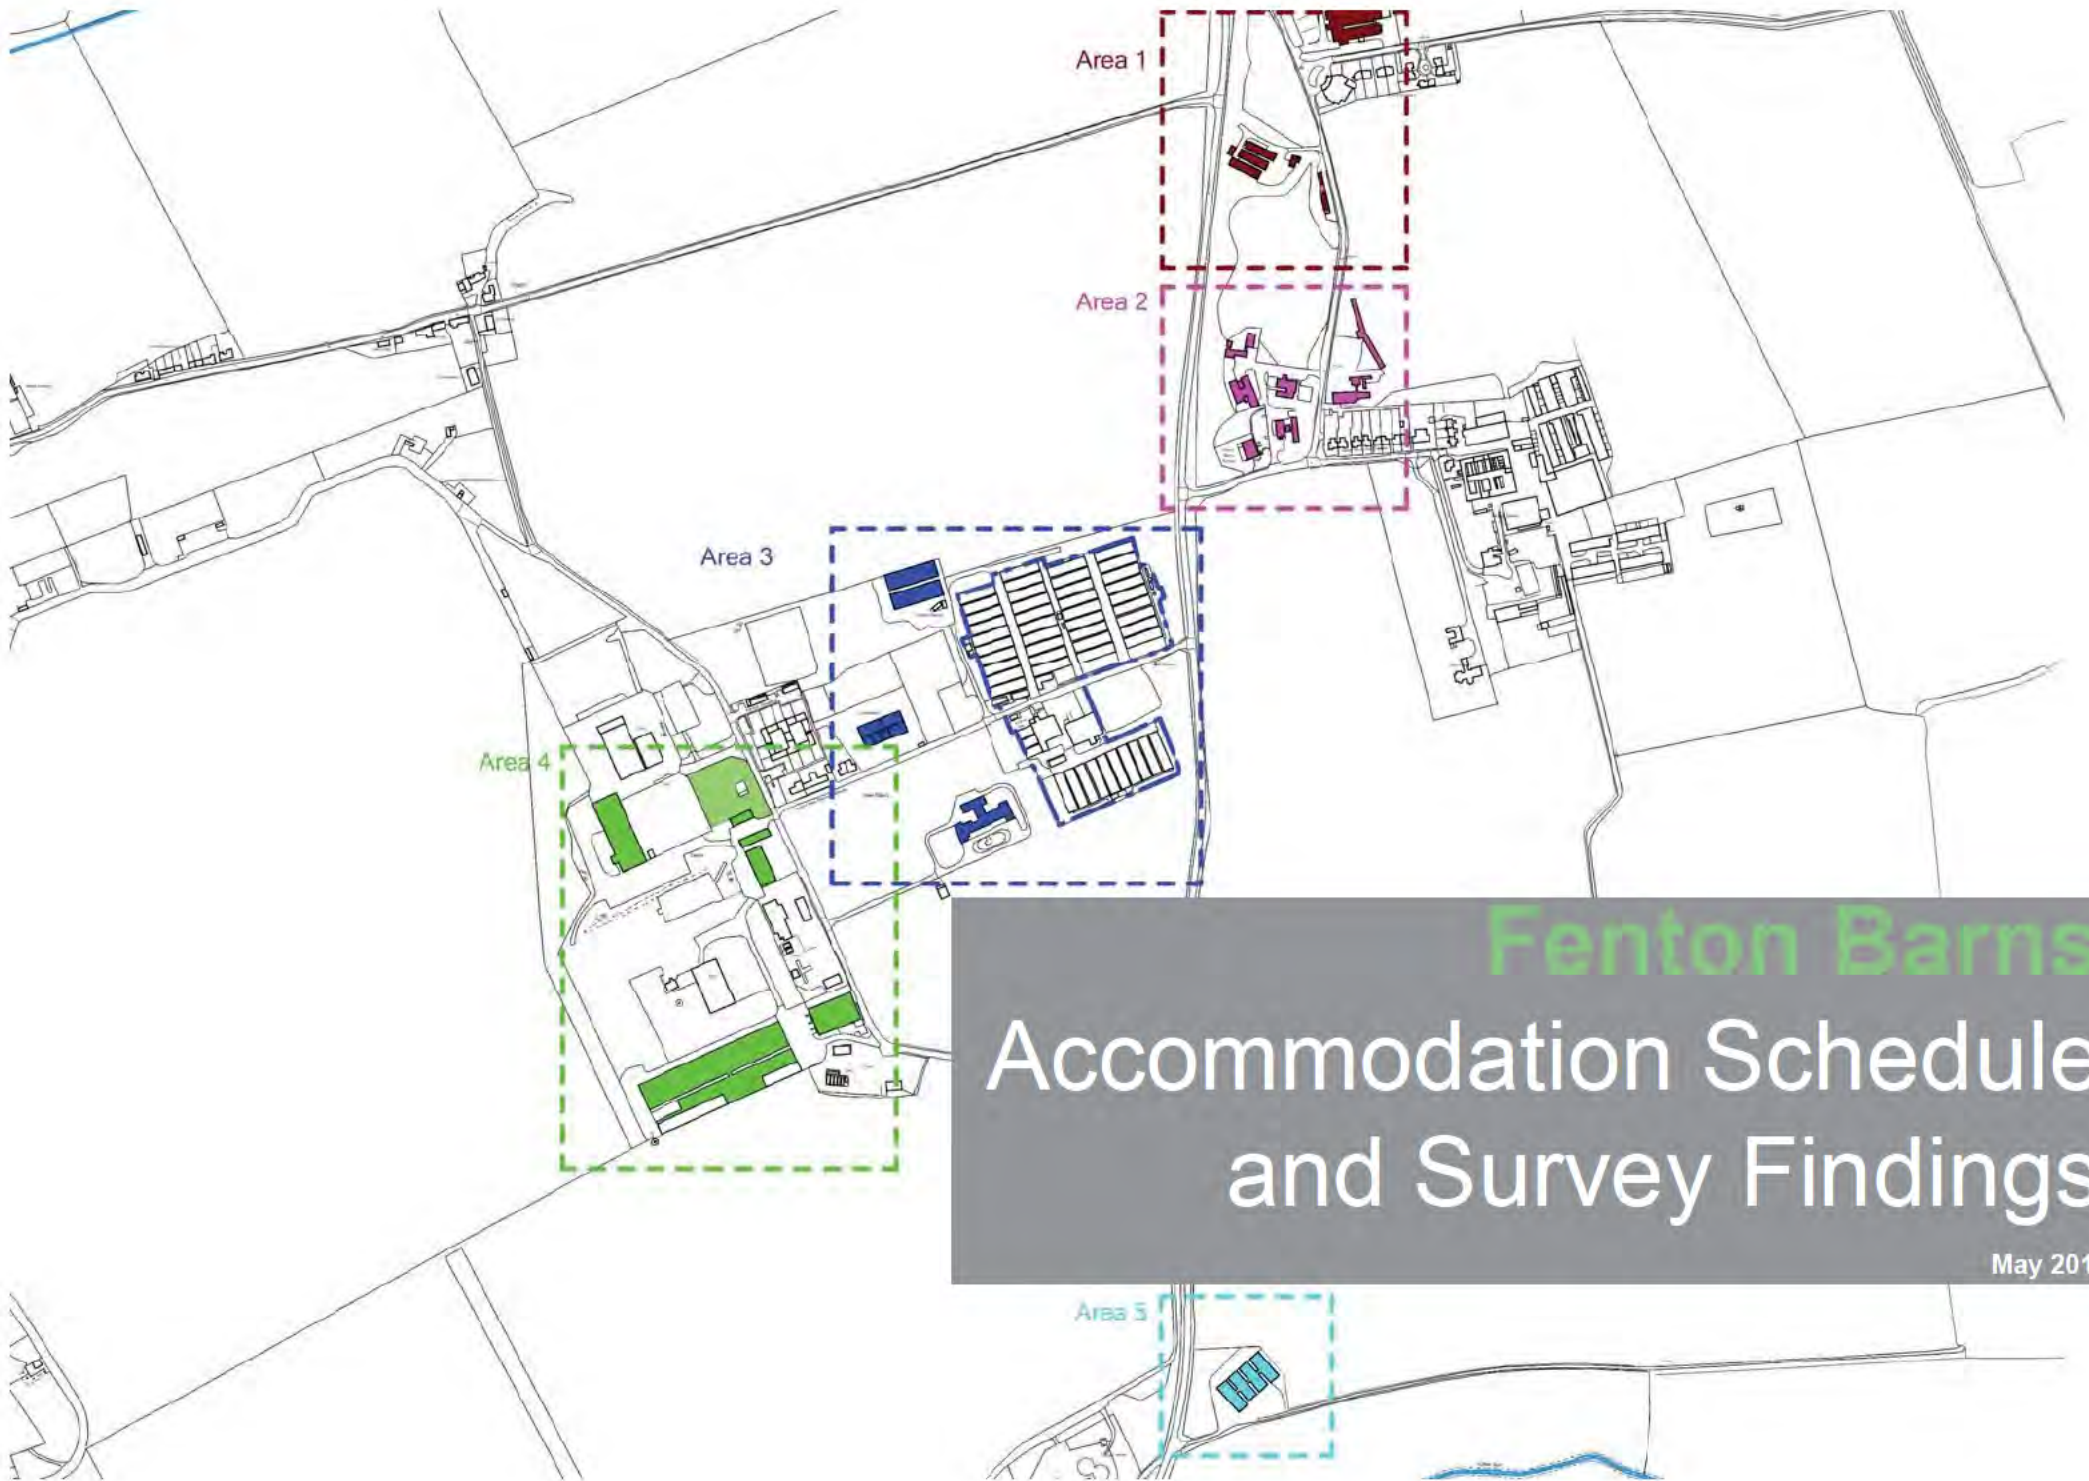 Area 1
Area 2
Area 3
Area 4
Fenton Barns
Accommodation Schedule
and Survey Findings
May 201
Area 5